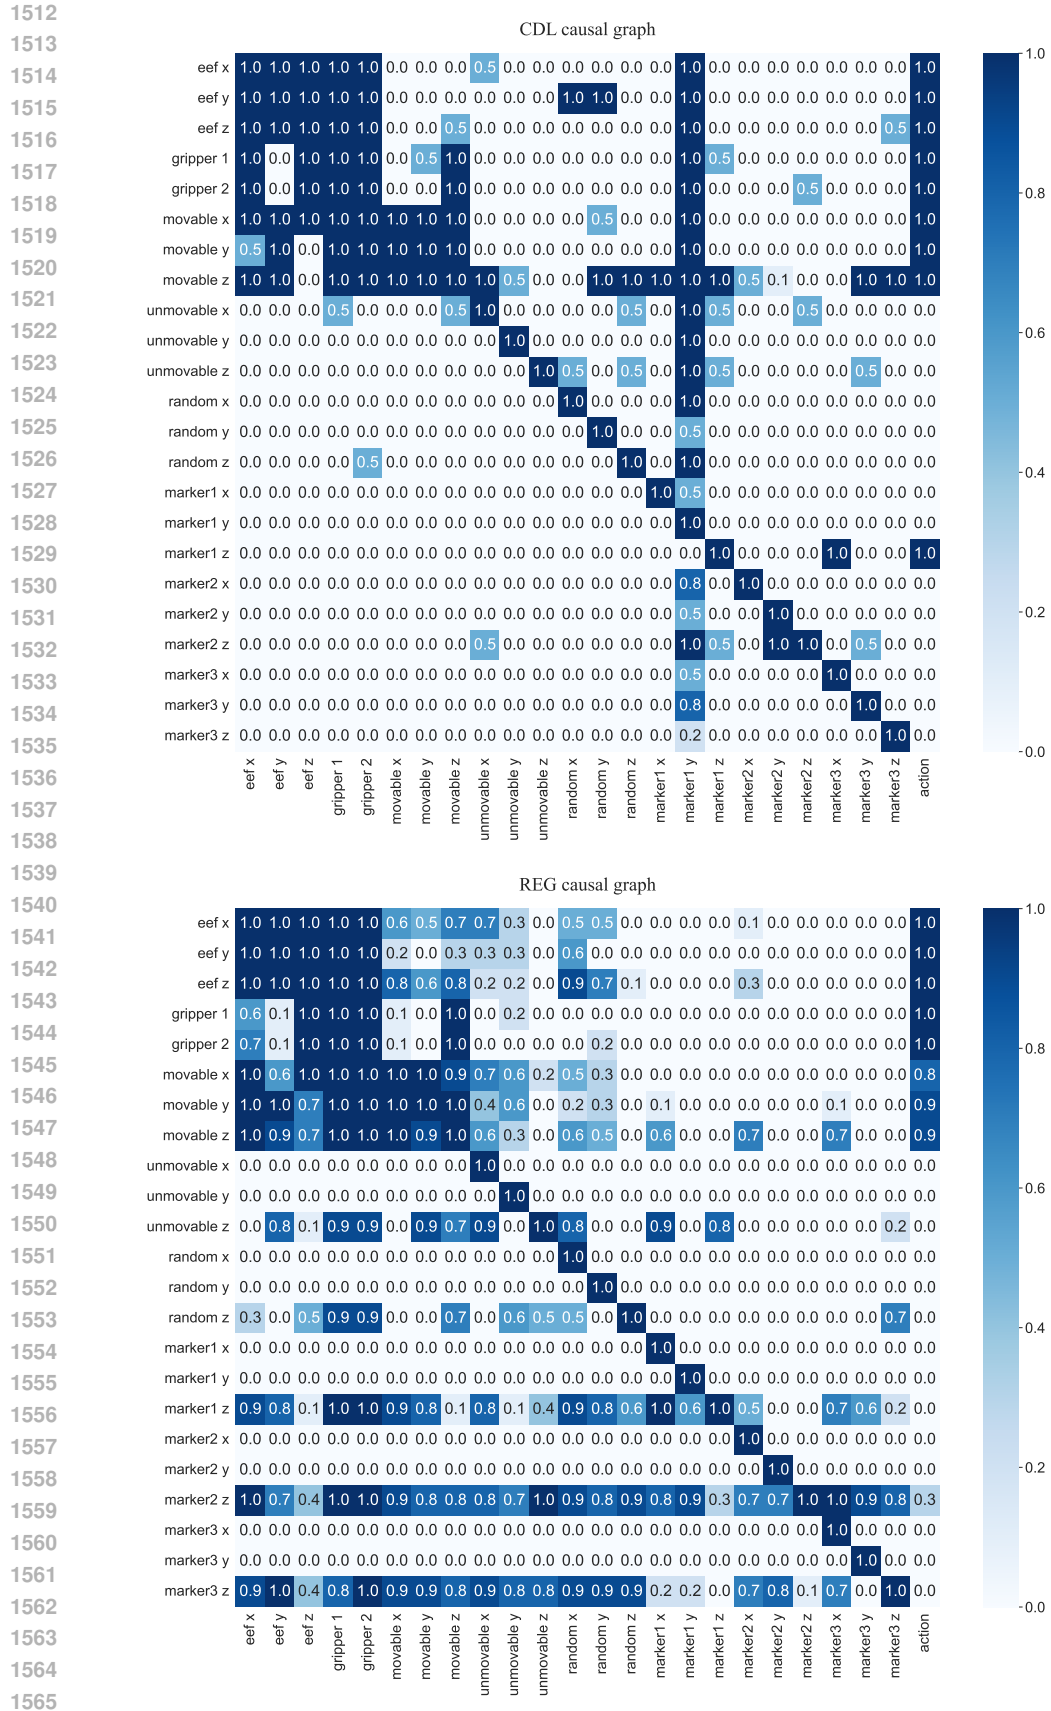 1512
1513
1514
1515
1516
1517
1518
1519
1520
1521
1522
1523
1524
1525
1526
1527
1528
1529
1530
1531
1532
1533
1534
1535
1536
1537
1538
1539
1540
1541
1542
1543
1544
1545
1546
1547
1548
1549
1550
1551
1552
1553
1554
1555
1556
1557
1558
1559
1560
1561
1562
1563
1564
1565
CDL causal graph
eef x 1.0 1.0 1.0 1.0 1.0 0.0 0.0 0.0 0.5 0.0 0.0 0.0 0.0 0.0 0.0 1.0 0.0 0.0 0.0 0.0 0.0 0.0 0.0 1.0
eef y 1.0 1.0 1.0 1.0 1.0 0.0 0.0 0.0 0.0 0.0 0.0 1.0 1.0 0.0 0.0 1.0 0.0 0.0 0.0 0.0 0.0 0.0 0.0 1.0
eef z 1.0 1.0 1.0 1.0 1.0 0.0 0.0 0.5 0.0 0.0 0.0 0.0 0.0 0.0 0.0 1.0 0.0 0.0 0.0 0.0 0.0 0.0 0.5 1.0
gripper 1 1.0 0.0 1.0 1.0 1.0 0.0 0.5 1.0 0.0 0.0 0.0 0.0 0.0 0.0 0.0 1.0 0.5 0.0 0.0 0.0 0.0 0.0 0.0 1.0
gripper 2 1.0 0.0 1.0 1.0 1.0 0.0 0.0 1.0 0.0 0.0 0.0 0.0 0.0 0.0 0.0 1.0 0.0 0.0 0.0 0.5 0.0 0.0 0.0 1.0
movable x 1.0 1.0 1.0 1.0 1.0 1.0 1.0 1.0 0.0 0.0 0.0 0.0 0.5 0.0 0.0 1.0 0.0 0.0 0.0 0.0 0.0 0.0 0.0 1.0
movable y 0.5 1.0 0.0 1.0 1.0 1.0 1.0 1.0 0.0 0.0 0.0 0.0 0.0 0.0 0.0 1.0 0.0 0.0 0.0 0.0 0.0 0.0 0.0 1.0
movable z 1.0 1.0 0.0 1.0 1.0 1.0 1.0 1.0 1.0 0.5 0.0 0.0 1.0 1.0 1.0 1.0 1.0 0.5 0.1 0.0 0.0 1.0 1.0 1.0
unmovable x 0.0 0.0 0.0 0.5 0.0 0.0 0.0 0.5 1.0 0.0 0.0 0.0 0.0 0.5 0.0 1.0 0.5 0.0 0.0 0.5 0.0 0.0 0.0 0.0
unmovable y 0.0 0.0 0.0 0.0 0.0 0.0 0.0 0.0 0.0 1.0 0.0 0.0 0.0 0.0 0.0 1.0 0.0 0.0 0.0 0.0 0.0 0.0 0.0 0.0
unmovable z 0.0 0.0 0.0 0.0 0.0 0.0 0.0 0.0 0.0 0.0 1.0 0.5 0.0 0.5 0.0 1.0 0.5 0.0 0.0 0.0 0.0 0.5 0.0 0.0
random x 0.0 0.0 0.0 0.0 0.0 0.0 0.0 0.0 0.0 0.0 0.0 1.0 0.0 0.0 0.0 1.0 0.0 0.0 0.0 0.0 0.0 0.0 0.0 0.0
random y 0.0 0.0 0.0 0.0 0.0 0.0 0.0 0.0 0.0 0.0 0.0 0.0 1.0 0.0 0.0 0.5 0.0 0.0 0.0 0.0 0.0 0.0 0.0 0.0
random z 0.0 0.0 0.0 0.0 0.5 0.0 0.0 0.0 0.0 0.0 0.0 0.0 0.0 1.0 0.0 1.0 0.0 0.0 0.0 0.0 0.0 0.0 0.0 0.0
marker1 x 0.0 0.0 0.0 0.0 0.0 0.0 0.0 0.0 0.0 0.0 0.0 0.0 0.0 0.0 1.0 0.5 0.0 0.0 0.0 0.0 0.0 0.0 0.0 0.0
marker1 y 0.0 0.0 0.0 0.0 0.0 0.0 0.0 0.0 0.0 0.0 0.0 0.0 0.0 0.0 0.0 1.0 0.0 0.0 0.0 0.0 0.0 0.0 0.0 0.0
marker1 z 0.0 0.0 0.0 0.0 0.0 0.0 0.0 0.0 0.0 0.0 0.0 0.0 0.0 0.0 0.0 0.0 1.0 0.0 0.0 0.0 1.0 0.0 0.0 1.0
marker2 x 0.0 0.0 0.0 0.0 0.0 0.0 0.0 0.0 0.0 0.0 0.0 0.0 0.0 0.0 0.0 0.8 0.0 1.0 0.0 0.0 0.0 0.0 0.0 0.0
marker2 y 0.0 0.0 0.0 0.0 0.0 0.0 0.0 0.0 0.0 0.0 0.0 0.0 0.0 0.0 0.0 0.5 0.0 0.0 1.0 0.0 0.0 0.0 0.0 0.0
marker2 z 0.0 0.0 0.0 0.0 0.0 0.0 0.0 0.0 0.5 0.0 0.0 0.0 0.0 0.0 0.0 1.0 0.5 0.0 1.0 1.0 0.0 0.5 0.0 0.0
marker3 x 0.0 0.0 0.0 0.0 0.0 0.0 0.0 0.0 0.0 0.0 0.0 0.0 0.0 0.0 0.0 0.5 0.0 0.0 0.0 0.0 1.0 0.0 0.0 0.0
marker3 y 0.0 0.0 0.0 0.0 0.0 0.0 0.0 0.0 0.0 0.0 0.0 0.0 0.0 0.0 0.0 0.8 0.0 0.0 0.0 0.0 0.0 1.0 0.0 0.0
marker3 z 0.0 0.0 0.0 0.0 0.0 0.0 0.0 0.0 0.0 0.0 0.0 0.0 0.0 0.0 0.0 0.2 0.0 0.0 0.0 0.0 0.0 0.0 1.0 0.0
eef x eef y eef z gripper 1 gripper 2 movable x movable y movable z unmovable x unmovable y unmovable z random x random y random z marker1 x marker1 y marker1 z marker2 x marker2 y marker2 z marker3 x marker3 y marker3 z action
1.0
0.8
0.6
0.4
0.2
0.0
REG causal graph
eef x 1.0 1.0 1.0 1.0 1.0 0.6 0.5 0.7 0.7 0.3 0.0 0.5 0.5 0.0 0.0 0.0 0.0 0.1 0.0 0.0 0.0 0.0 0.0 1.0
eef y 1.0 1.0 1.0 1.0 1.0 0.2 0.0 0.3 0.3 0.3 0.0 0.6 0.0 0.0 0.0 0.0 0.0 0.0 0.0 0.0 0.0 0.0 0.0 1.0
eef z 1.0 1.0 1.0 1.0 1.0 0.8 0.6 0.8 0.2 0.2 0.0 0.9 0.7 0.1 0.0 0.0 0.0 0.3 0.0 0.0 0.0 0.0 0.0 1.0
gripper 1 0.6 0.1 1.0 1.0 1.0 0.1 0.0 1.0 0.0 0.2 0.0 0.0 0.0 0.0 0.0 0.0 0.0 0.0 0.0 0.0 0.0 0.0 0.0 1.0
gripper 2 0.7 0.1 1.0 1.0 1.0 0.1 0.0 1.0 0.0 0.0 0.0 0.0 0.2 0.0 0.0 0.0 0.0 0.0 0.0 0.0 0.0 0.0 0.0 1.0
movable x 1.0 0.6 1.0 1.0 1.0 1.0 1.0 0.9 0.7 0.6 0.2 0.5 0.3 0.0 0.0 0.0 0.0 0.0 0.0 0.0 0.0 0.0 0.0 0.8
movable y 1.0 1.0 0.7 1.0 1.0 1.0 1.0 1.0 0.4 0.6 0.0 0.2 0.3 0.0 0.1 0.0 0.0 0.0 0.0 0.0 0.1 0.0 0.0 0.9
movable z 1.0 0.9 0.7 1.0 1.0 1.0 0.9 1.0 0.6 0.3 0.0 0.6 0.5 0.0 0.6 0.0 0.0 0.7 0.0 0.0 0.7 0.0 0.0 0.9
unmovable x 0.0 0.0 0.0 0.0 0.0 0.0 0.0 0.0 1.0 0.0 0.0 0.0 0.0 0.0 0.0 0.0 0.0 0.0 0.0 0.0 0.0 0.0 0.0 0.0
unmovable y 0.0 0.0 0.0 0.0 0.0 0.0 0.0 0.0 0.0 1.0 0.0 0.0 0.0 0.0 0.0 0.0 0.0 0.0 0.0 0.0 0.0 0.0 0.0 0.0
unmovable z 0.0 0.8 0.1 0.9 0.9 0.0 0.9 0.7 0.9 0.0 1.0 0.8 0.0 0.0 0.9 0.0 0.8 0.0 0.0 0.0 0.0 0.0 0.2 0.0
random x 0.0 0.0 0.0 0.0 0.0 0.0 0.0 0.0 0.0 0.0 0.0 1.0 0.0 0.0 0.0 0.0 0.0 0.0 0.0 0.0 0.0 0.0 0.0 0.0
random y 0.0 0.0 0.0 0.0 0.0 0.0 0.0 0.0 0.0 0.0 0.0 0.0 1.0 0.0 0.0 0.0 0.0 0.0 0.0 0.0 0.0 0.0 0.0 0.0
random z 0.3 0.0 0.5 0.9 0.9 0.0 0.0 0.7 0.0 0.6 0.5 0.5 0.0 1.0 0.0 0.0 0.0 0.0 0.0 0.0 0.0 0.0 0.7 0.0
marker1 x 0.0 0.0 0.0 0.0 0.0 0.0 0.0 0.0 0.0 0.0 0.0 0.0 0.0 0.0 1.0 0.0 0.0 0.0 0.0 0.0 0.0 0.0 0.0 0.0
marker1 y 0.0 0.0 0.0 0.0 0.0 0.0 0.0 0.0 0.0 0.0 0.0 0.0 0.0 0.0 0.0 1.0 0.0 0.0 0.0 0.0 0.0 0.0 0.0 0.0
marker1 z 0.9 0.8 0.1 1.0 1.0 0.9 0.8 0.1 0.8 0.1 0.4 0.9 0.8 0.6 1.0 0.6 1.0 0.5 0.0 0.0 0.7 0.6 0.2 0.0
marker2 x 0.0 0.0 0.0 0.0 0.0 0.0 0.0 0.0 0.0 0.0 0.0 0.0 0.0 0.0 0.0 0.0 0.0 1.0 0.0 0.0 0.0 0.0 0.0 0.0
marker2 y 0.0 0.0 0.0 0.0 0.0 0.0 0.0 0.0 0.0 0.0 0.0 0.0 0.0 0.0 0.0 0.0 0.0 0.0 1.0 0.0 0.0 0.0 0.0 0.0
marker2 z 1.0 0.7 0.4 1.0 1.0 0.9 0.8 0.8 0.8 0.7 1.0 0.9 0.8 0.9 0.8 0.9 0.3 0.7 0.7 1.0 1.0 0.9 0.8 0.3
marker3 x 0.0 0.0 0.0 0.0 0.0 0.0 0.0 0.0 0.0 0.0 0.0 0.0 0.0 0.0 0.0 0.0 0.0 0.0 0.0 0.0 1.0 0.0 0.0 0.0
marker3 y 0.0 0.0 0.0 0.0 0.0 0.0 0.0 0.0 0.0 0.0 0.0 0.0 0.0 0.0 0.0 0.0 0.0 0.0 0.0 0.0 0.0 1.0 0.0 0.0
marker3 z 0.9 1.0 0.4 0.8 1.0 0.9 0.9 0.8 0.9 0.8 0.8 0.9 0.9 0.9 0.2 0.2 0.0 0.7 0.8 0.1 0.7 0.0 1.0 0.0
eef x eef y eef z gripper 1 gripper 2 movable x movable y movable z unmovable x unmovable y unmovable z random x random y random z marker1 x marker1 y marker1 z marker2 x marker2 y marker2 z marker3 x marker3 y marker3 z action
1.0
0.8
0.6
0.4
0.2
0.0